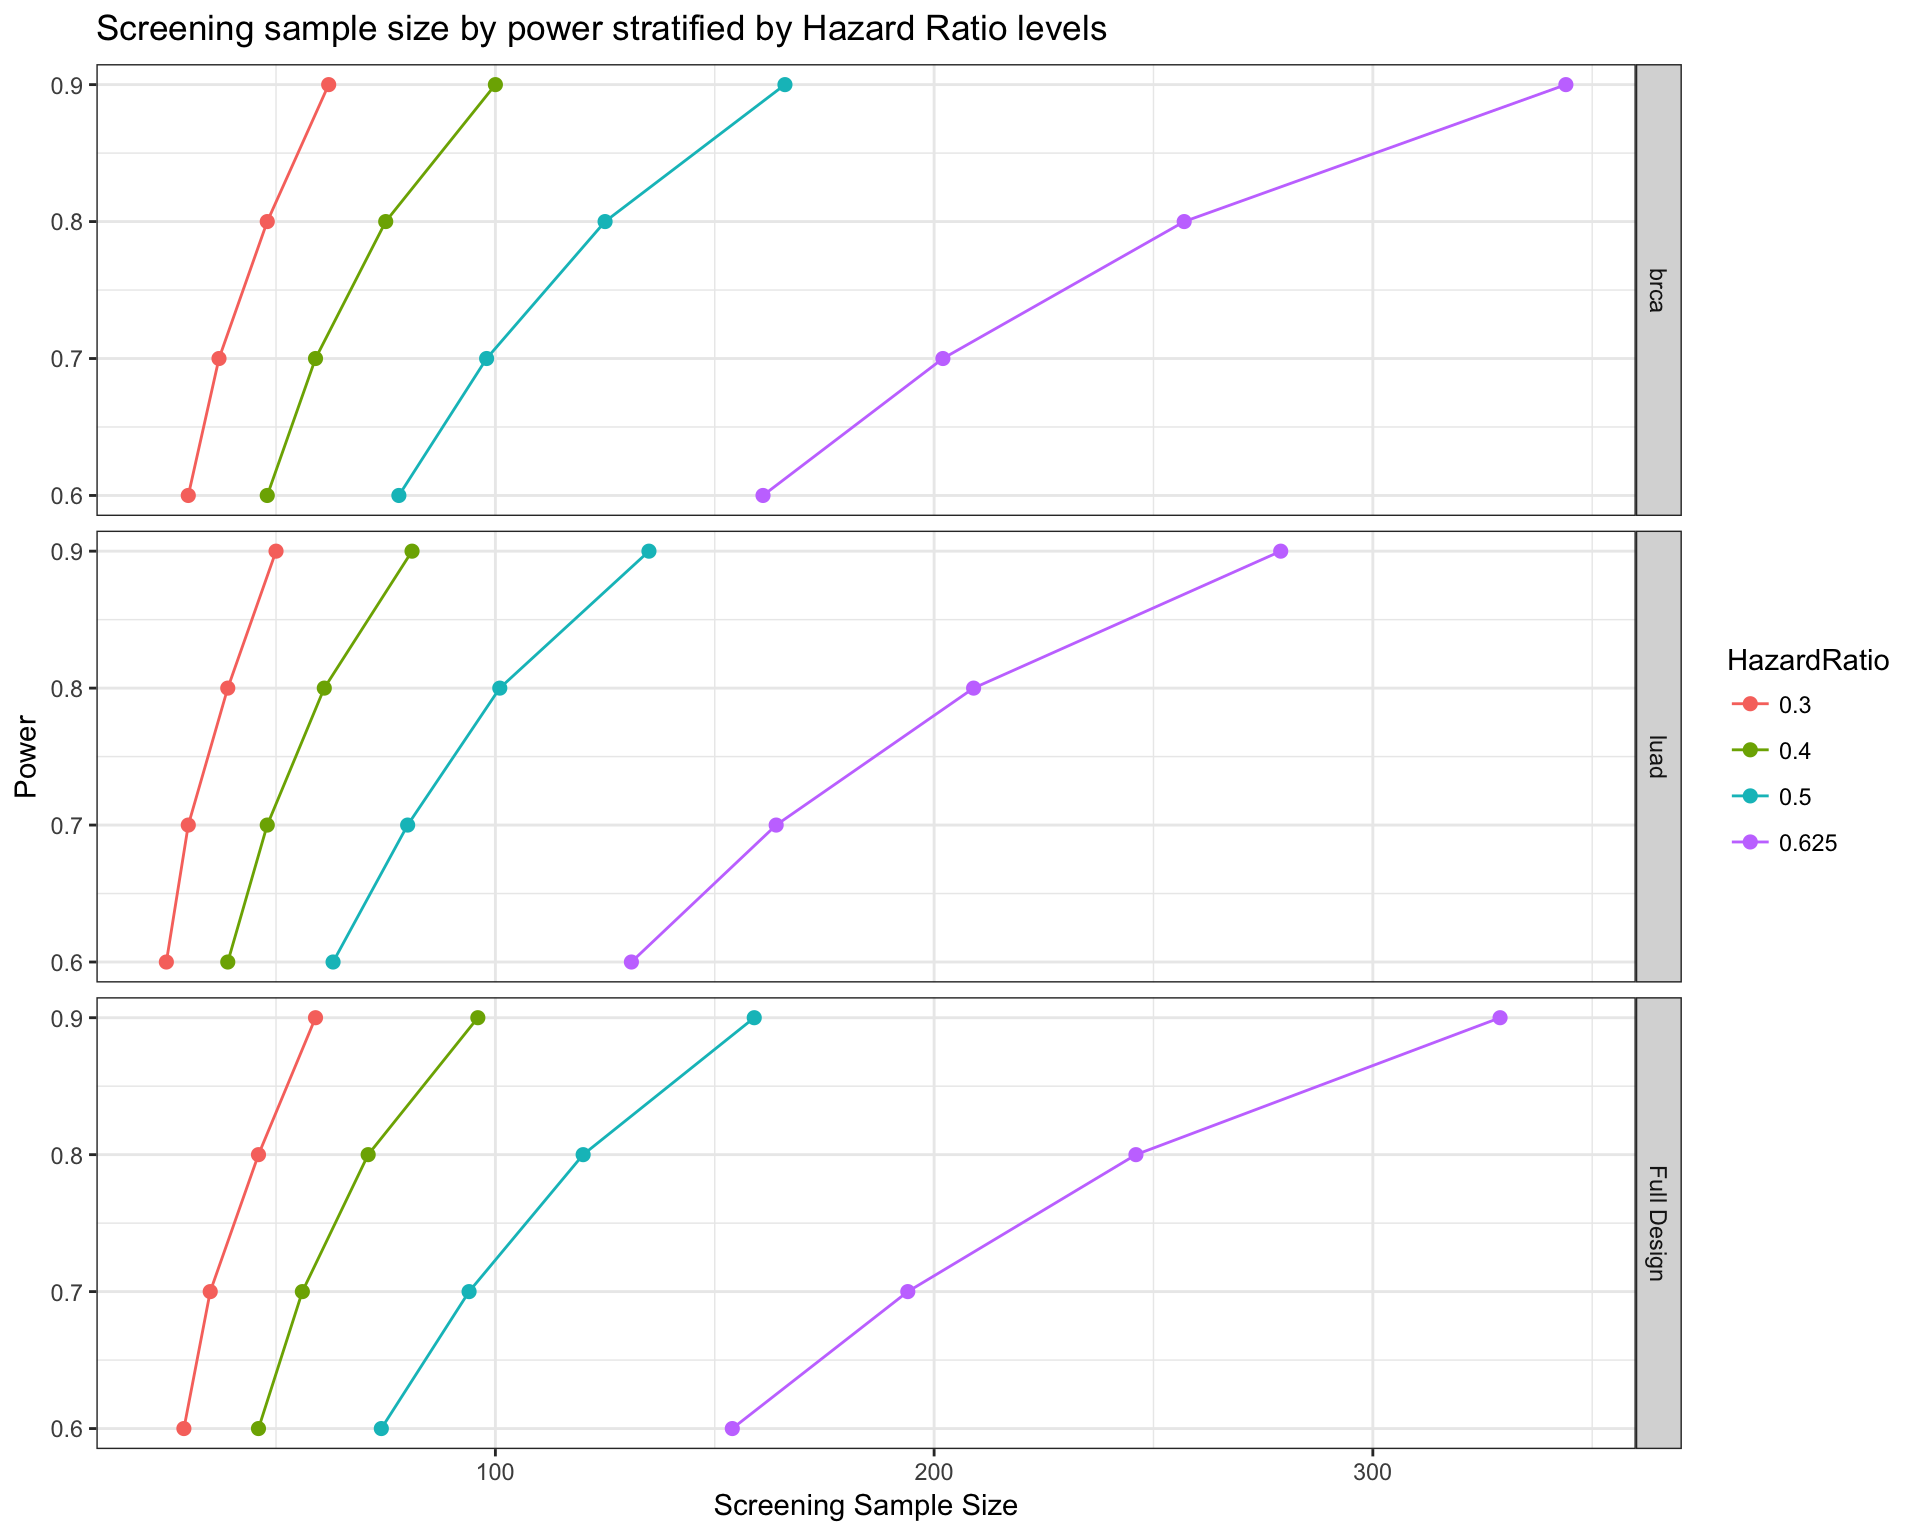 Screening sample size by power stratified by Hazard Ratio levels
0.9
0.8
0.7
0.6
brca
0.9
0.8
0.7
0.6
luad
0.9
0.8
0.7
0.6
Full Design
Power
100
200
300
Screening Sample Size
HazardRatio
0.3
0.4
0.5
0.625